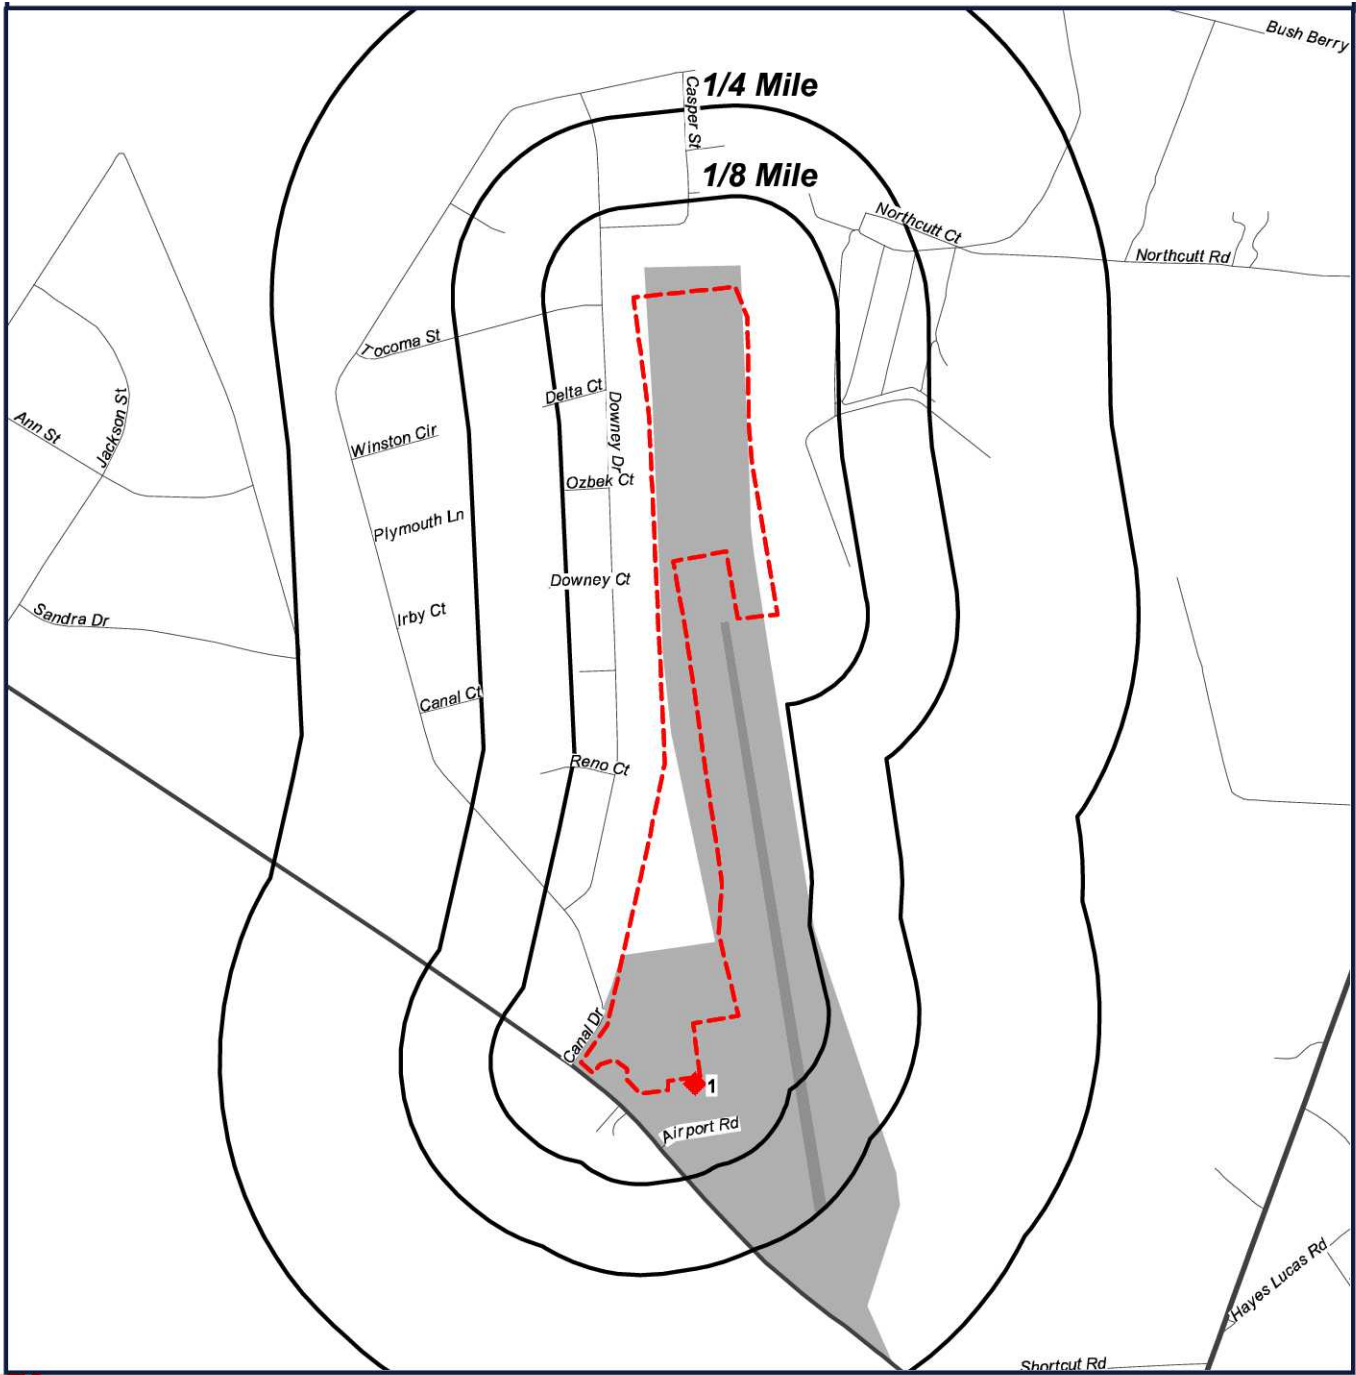 Bush Berry
1/4 Mile
Casper St
1/8 Mile
Northcutt Ct
Northcutt Rd
Tocoma St
Delta Ct
Downey Dr
Jackson St
Ann St
Winston Cir
Ozbek Ct
Plymouth Ln
Downey Ct
Irby Ct
Sandra Dr
Canal Ct
Reno Ct
Canal Dr
1
Airport Rd
Hayes Lucas Rd
Shortcut Rd